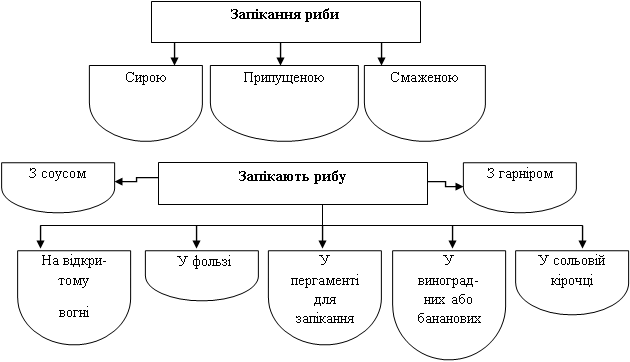 Запікання риби
Сирою
Припущеною
Смаженою
З соусом
Запікають рибу
З гарніром
На відкри-
тому
вогні
У фользі
У
пергаменті
для
запікання
У
виноград-
них або
бананових
У сольовій
кірочці